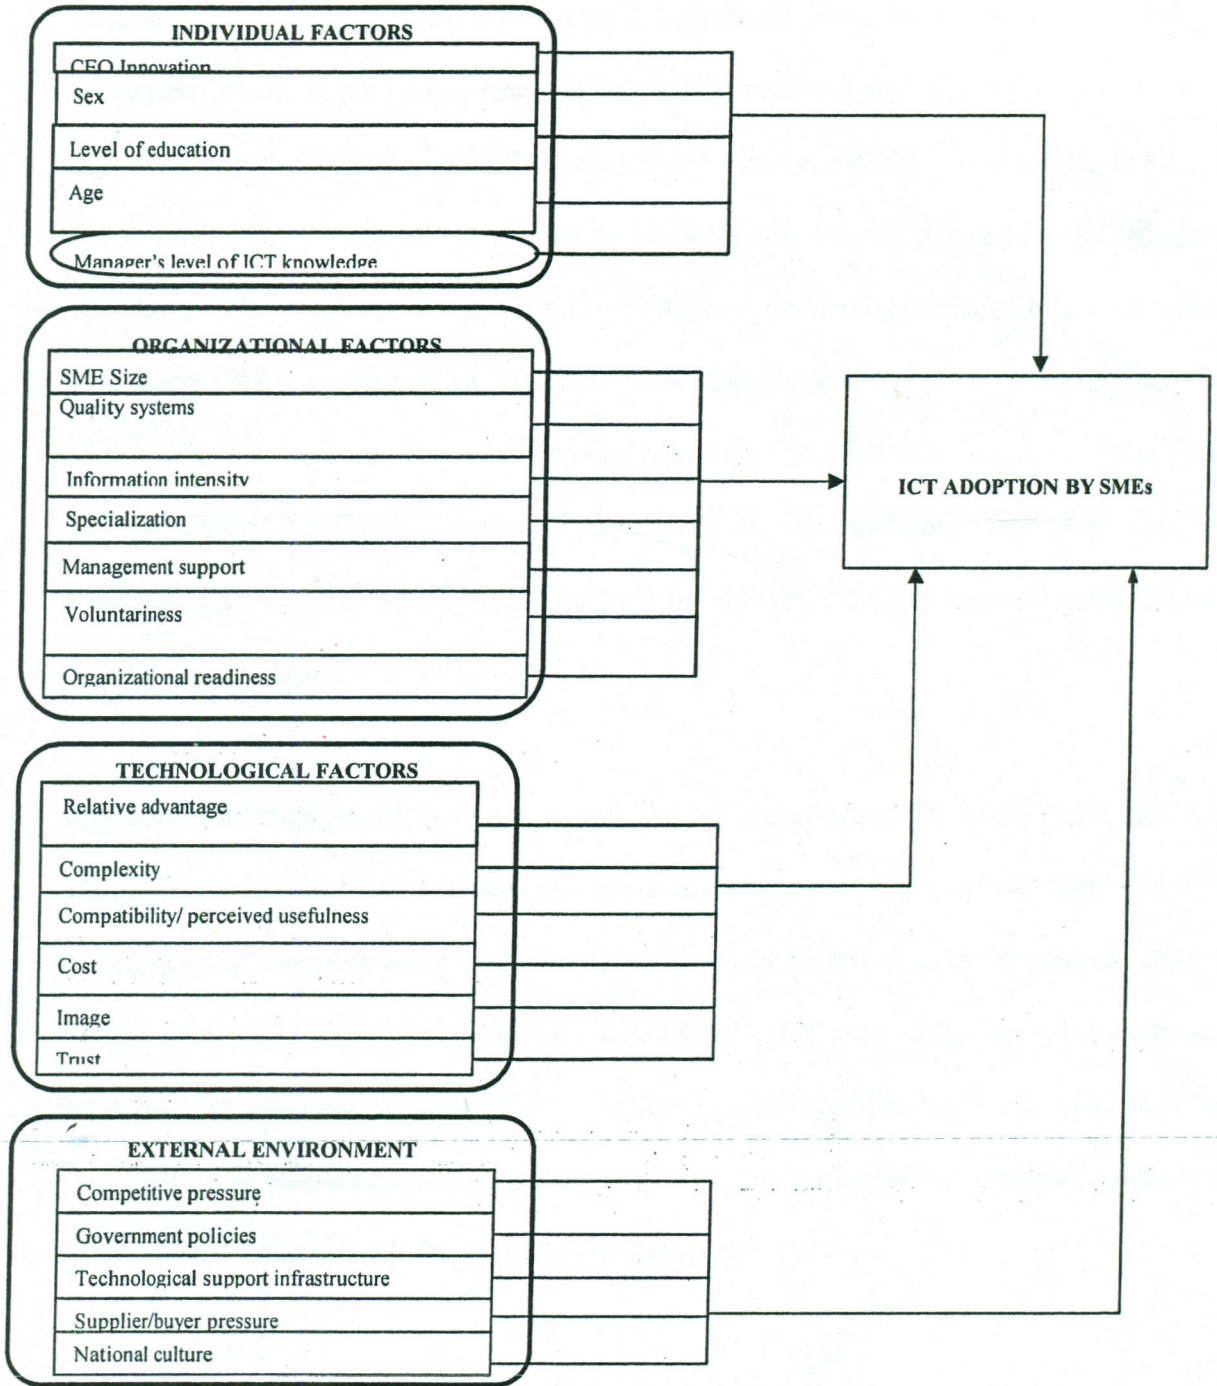 INDIVIDUAL FACTORS
CEO Innovation
Sex
Level of education
Age
Manager's level of ICT knowledge
ORGANIZATIONAL FACTORS
SME Size
Quality systems
Information intensity
Specialization
Management support
Voluntariness
Organizational readiness
ICT ADOPTION BY SMEs
TECHNOLOGICAL FACTORS
Relative advantage
Complexity
Compatibility/ perceived usefulness
Cost
Image
Trust
EXTERNAL ENVIRONMENT
Competitive pressure
Government policies
Technological support infrastructure
Supplier/buyer pressure
National culture